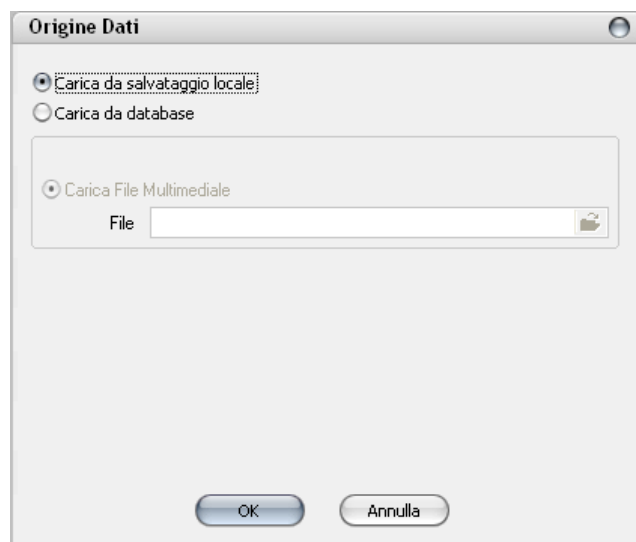 Origine Dati
Carica da salvataggio locale
Carica da database
Carica File Multimediale
File
OK Annulla